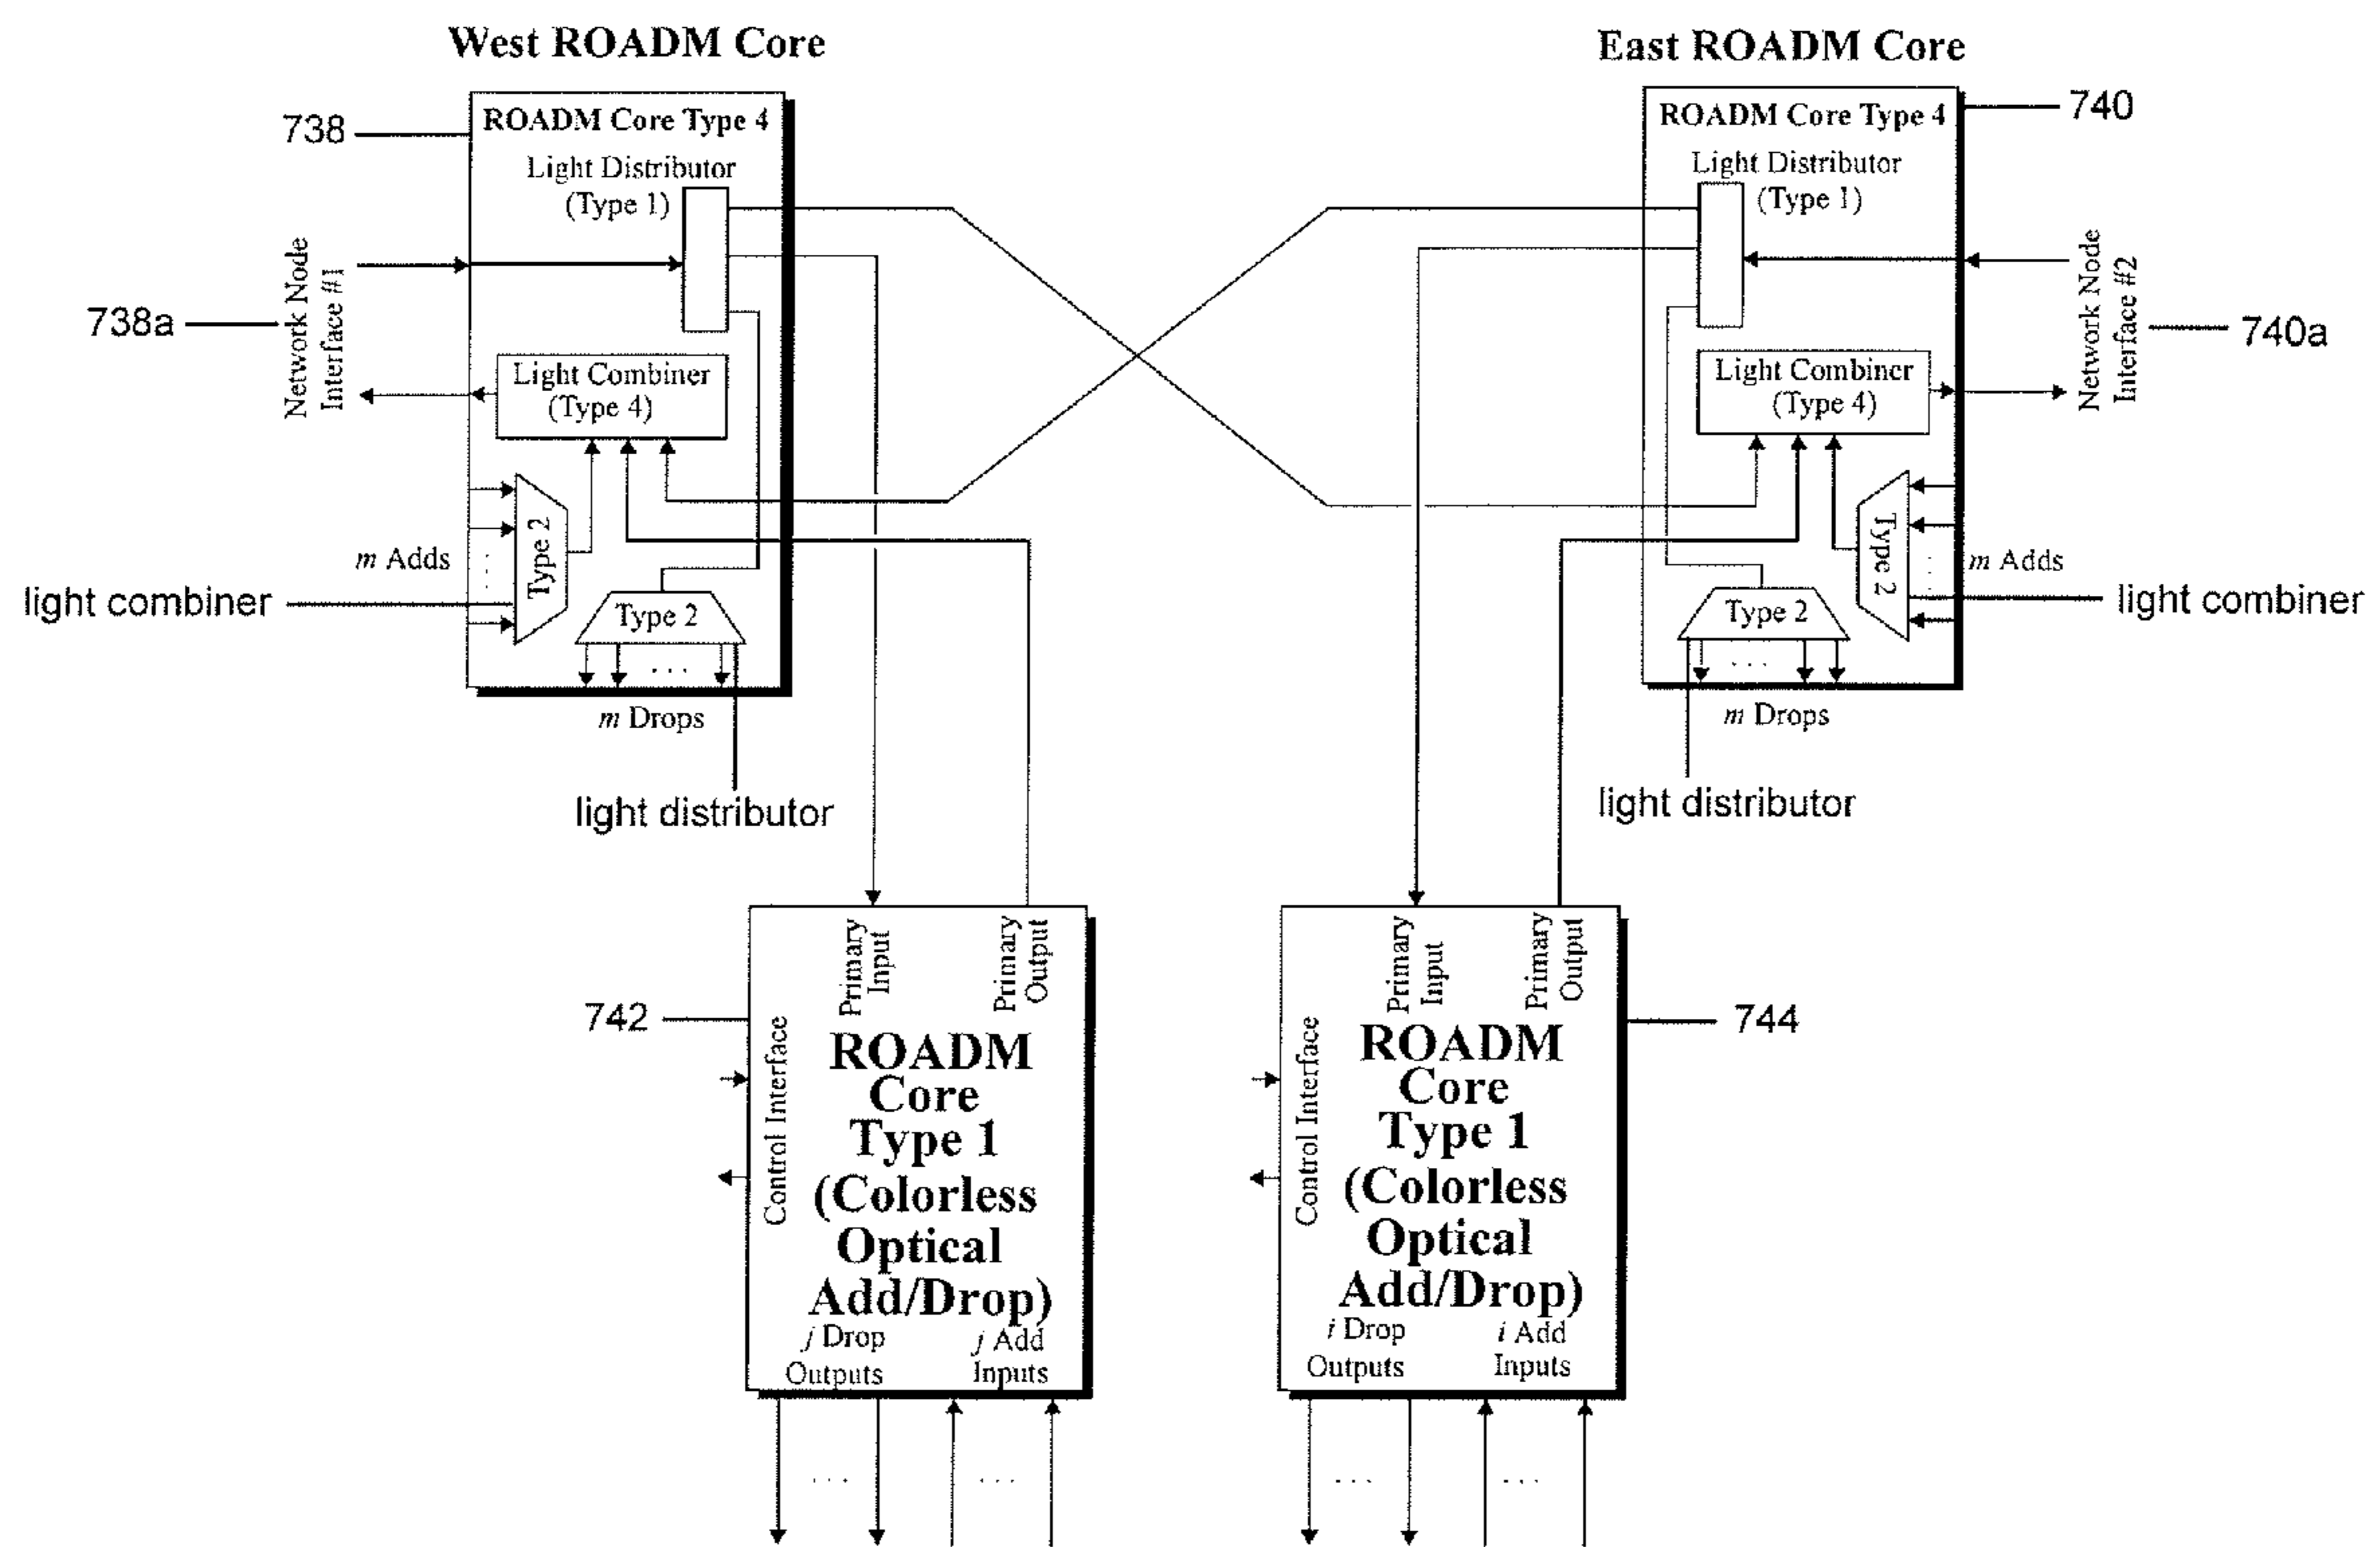 West ROADM Core
East ROADM Core
738
ROADM Core Type 4
Light Distributor
(Type 1)
Network Node
Interface #1
738a
Light Combiner
(Type 4)
m Adds
Type 2
light combiner
Type 2
m Drops
light distributor
740
ROADM Core Type 4
Light Distributor
(Type 1)
Network Node
Interface #2
740a
Light Combiner
(Type 4)
Type 2
m Adds
light combiner
Type 2
m Drops
light distributor
742
Primary
Input
Primary
Output
Control Interface
ROADM
Core
Type 1
(Colorless
Optical
Add/Drop)
j Drop
Outputs
j Add
Inputs
744
Primary
Input
Primary
Output
Control Interface
ROADM
Core
Type 1
(Colorless
Optical
Add/Drop)
i Drop
Outputs
i Add
Inputs